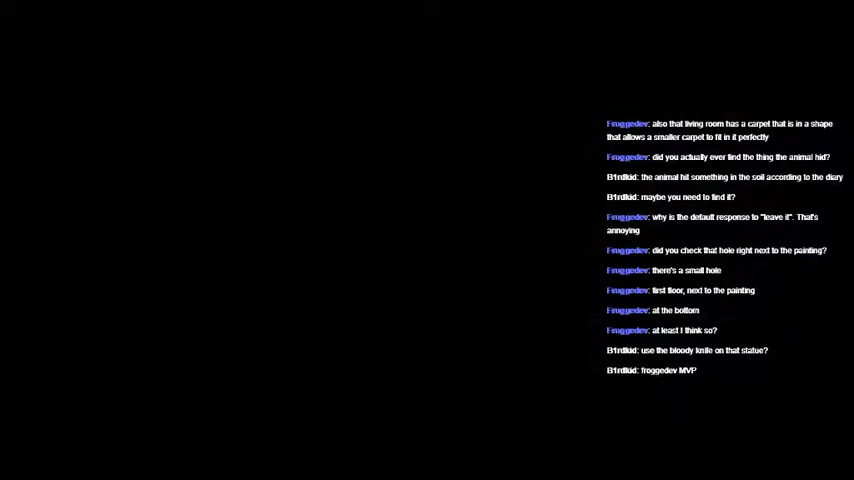 Froggedev: also that living room has a carpet that is in a shape
that allows a smaller carpet to fit in it perfectly
Froggedev: did you actually ever find the thing the animal hid?
B1rdkid: the animal hit something in the soil according to the diary
B1rdkid: maybe you need to find it?
Froggedev: why is the default response to "leave it". That's
annoying
Froggedev: did you check that hole right next to the painting?
Froggedev: there's a small hole
Froggedev: first floor, next to the painting
Froggedev: at the bottom
Froggedev: at least I think so?
B1rdkid: use the bloody knife on that statue?
B1rdkid: froggedev MVP